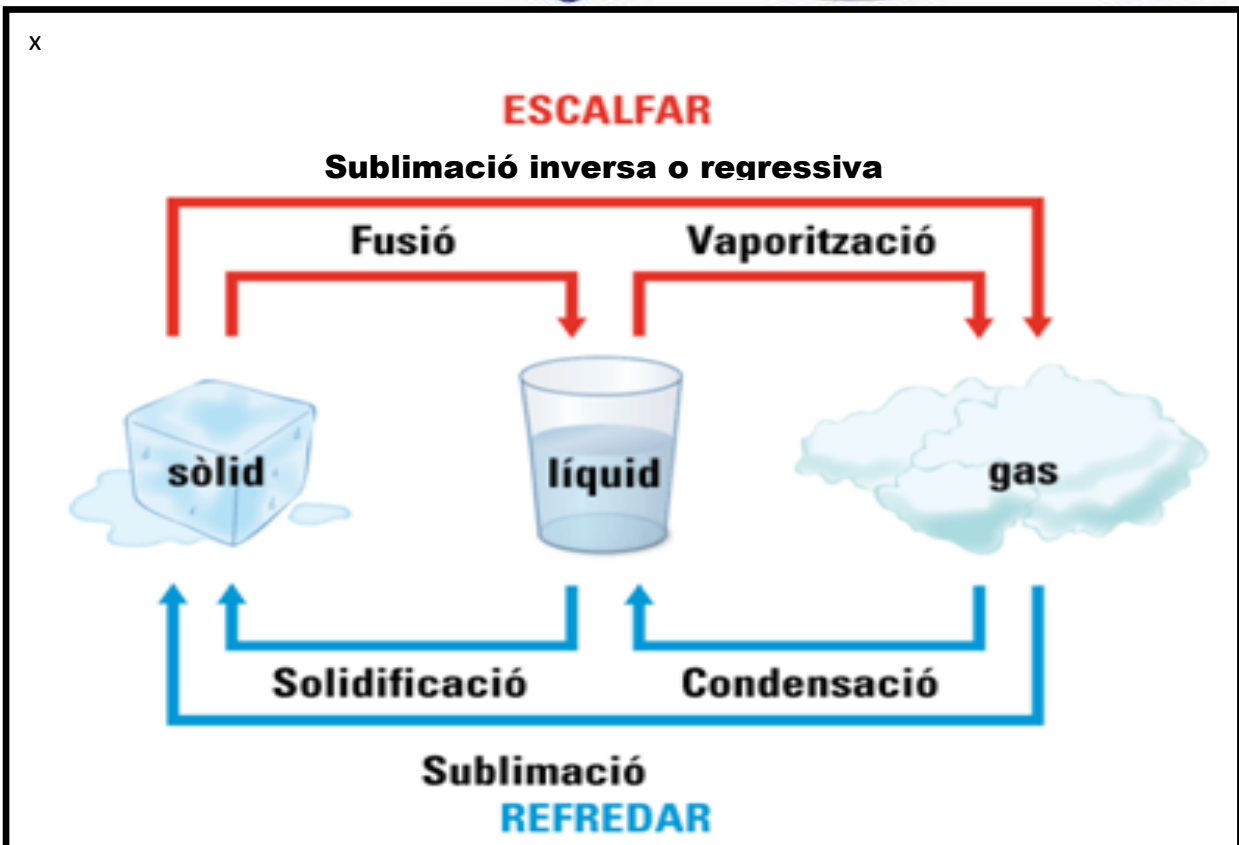 x
ESCALFAR
Sublimació inversa o regressiva
Fusió Vaporització
sòlid líquid gas
Solidificació Condensació
Sublimació
REFREDAR